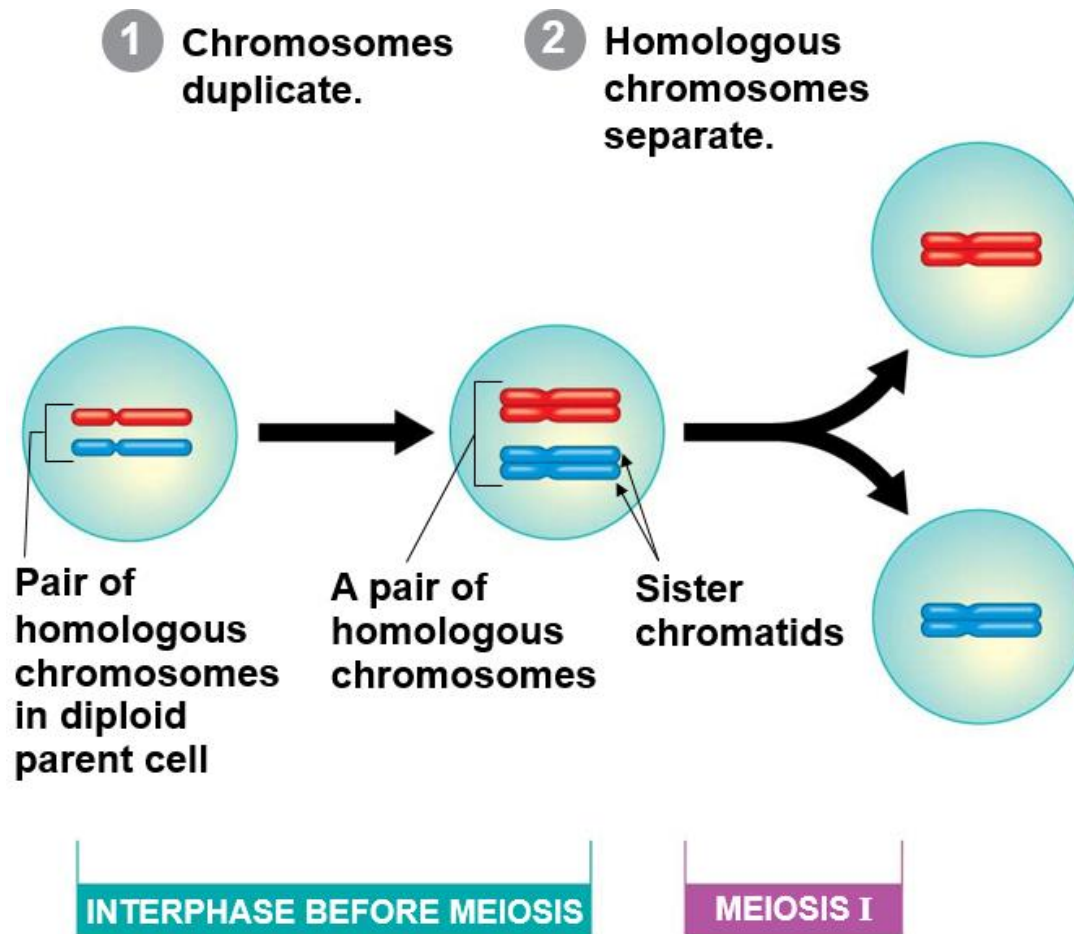 1 Chromosomes
duplicate.
2 Homologous
chromosomes
separate.
Pair of
homologous
chromosomes
in diploid
parent cell
A pair of
homologous
chromosomes
Sister
chromatids
INTERPHASE BEFORE MEIOSIS
MEIOSIS I